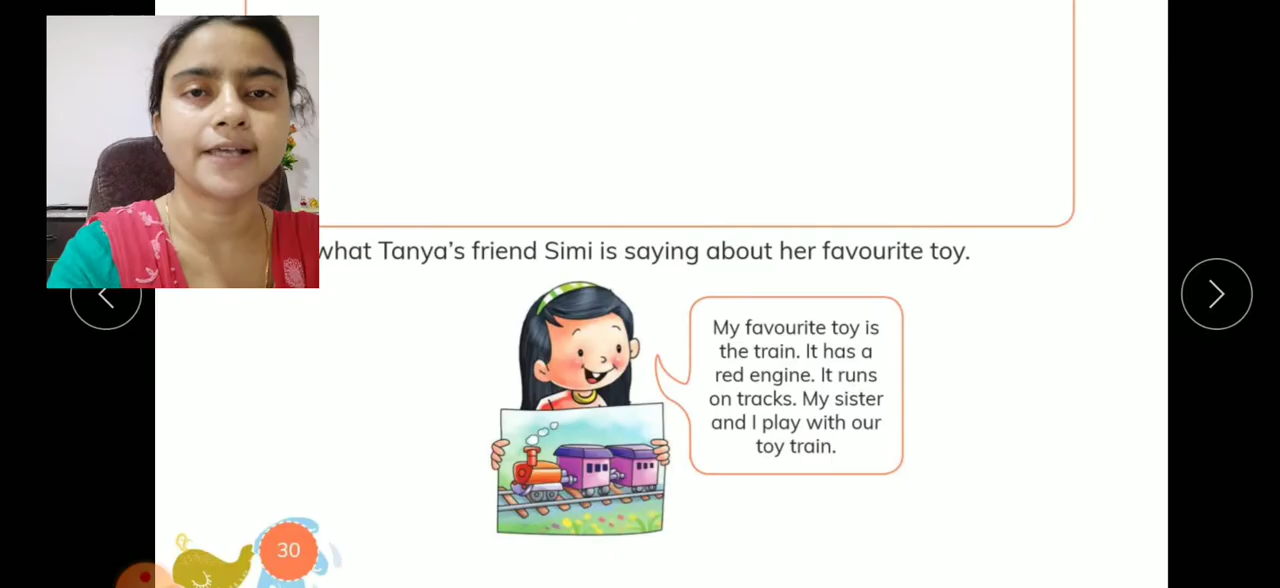 what Tanya's friend Simi is saying about her favourite toy.
My favourite toy is
the train. It has a
red engine. It runs
on tracks. My sister
and I play with our
toy train.
30